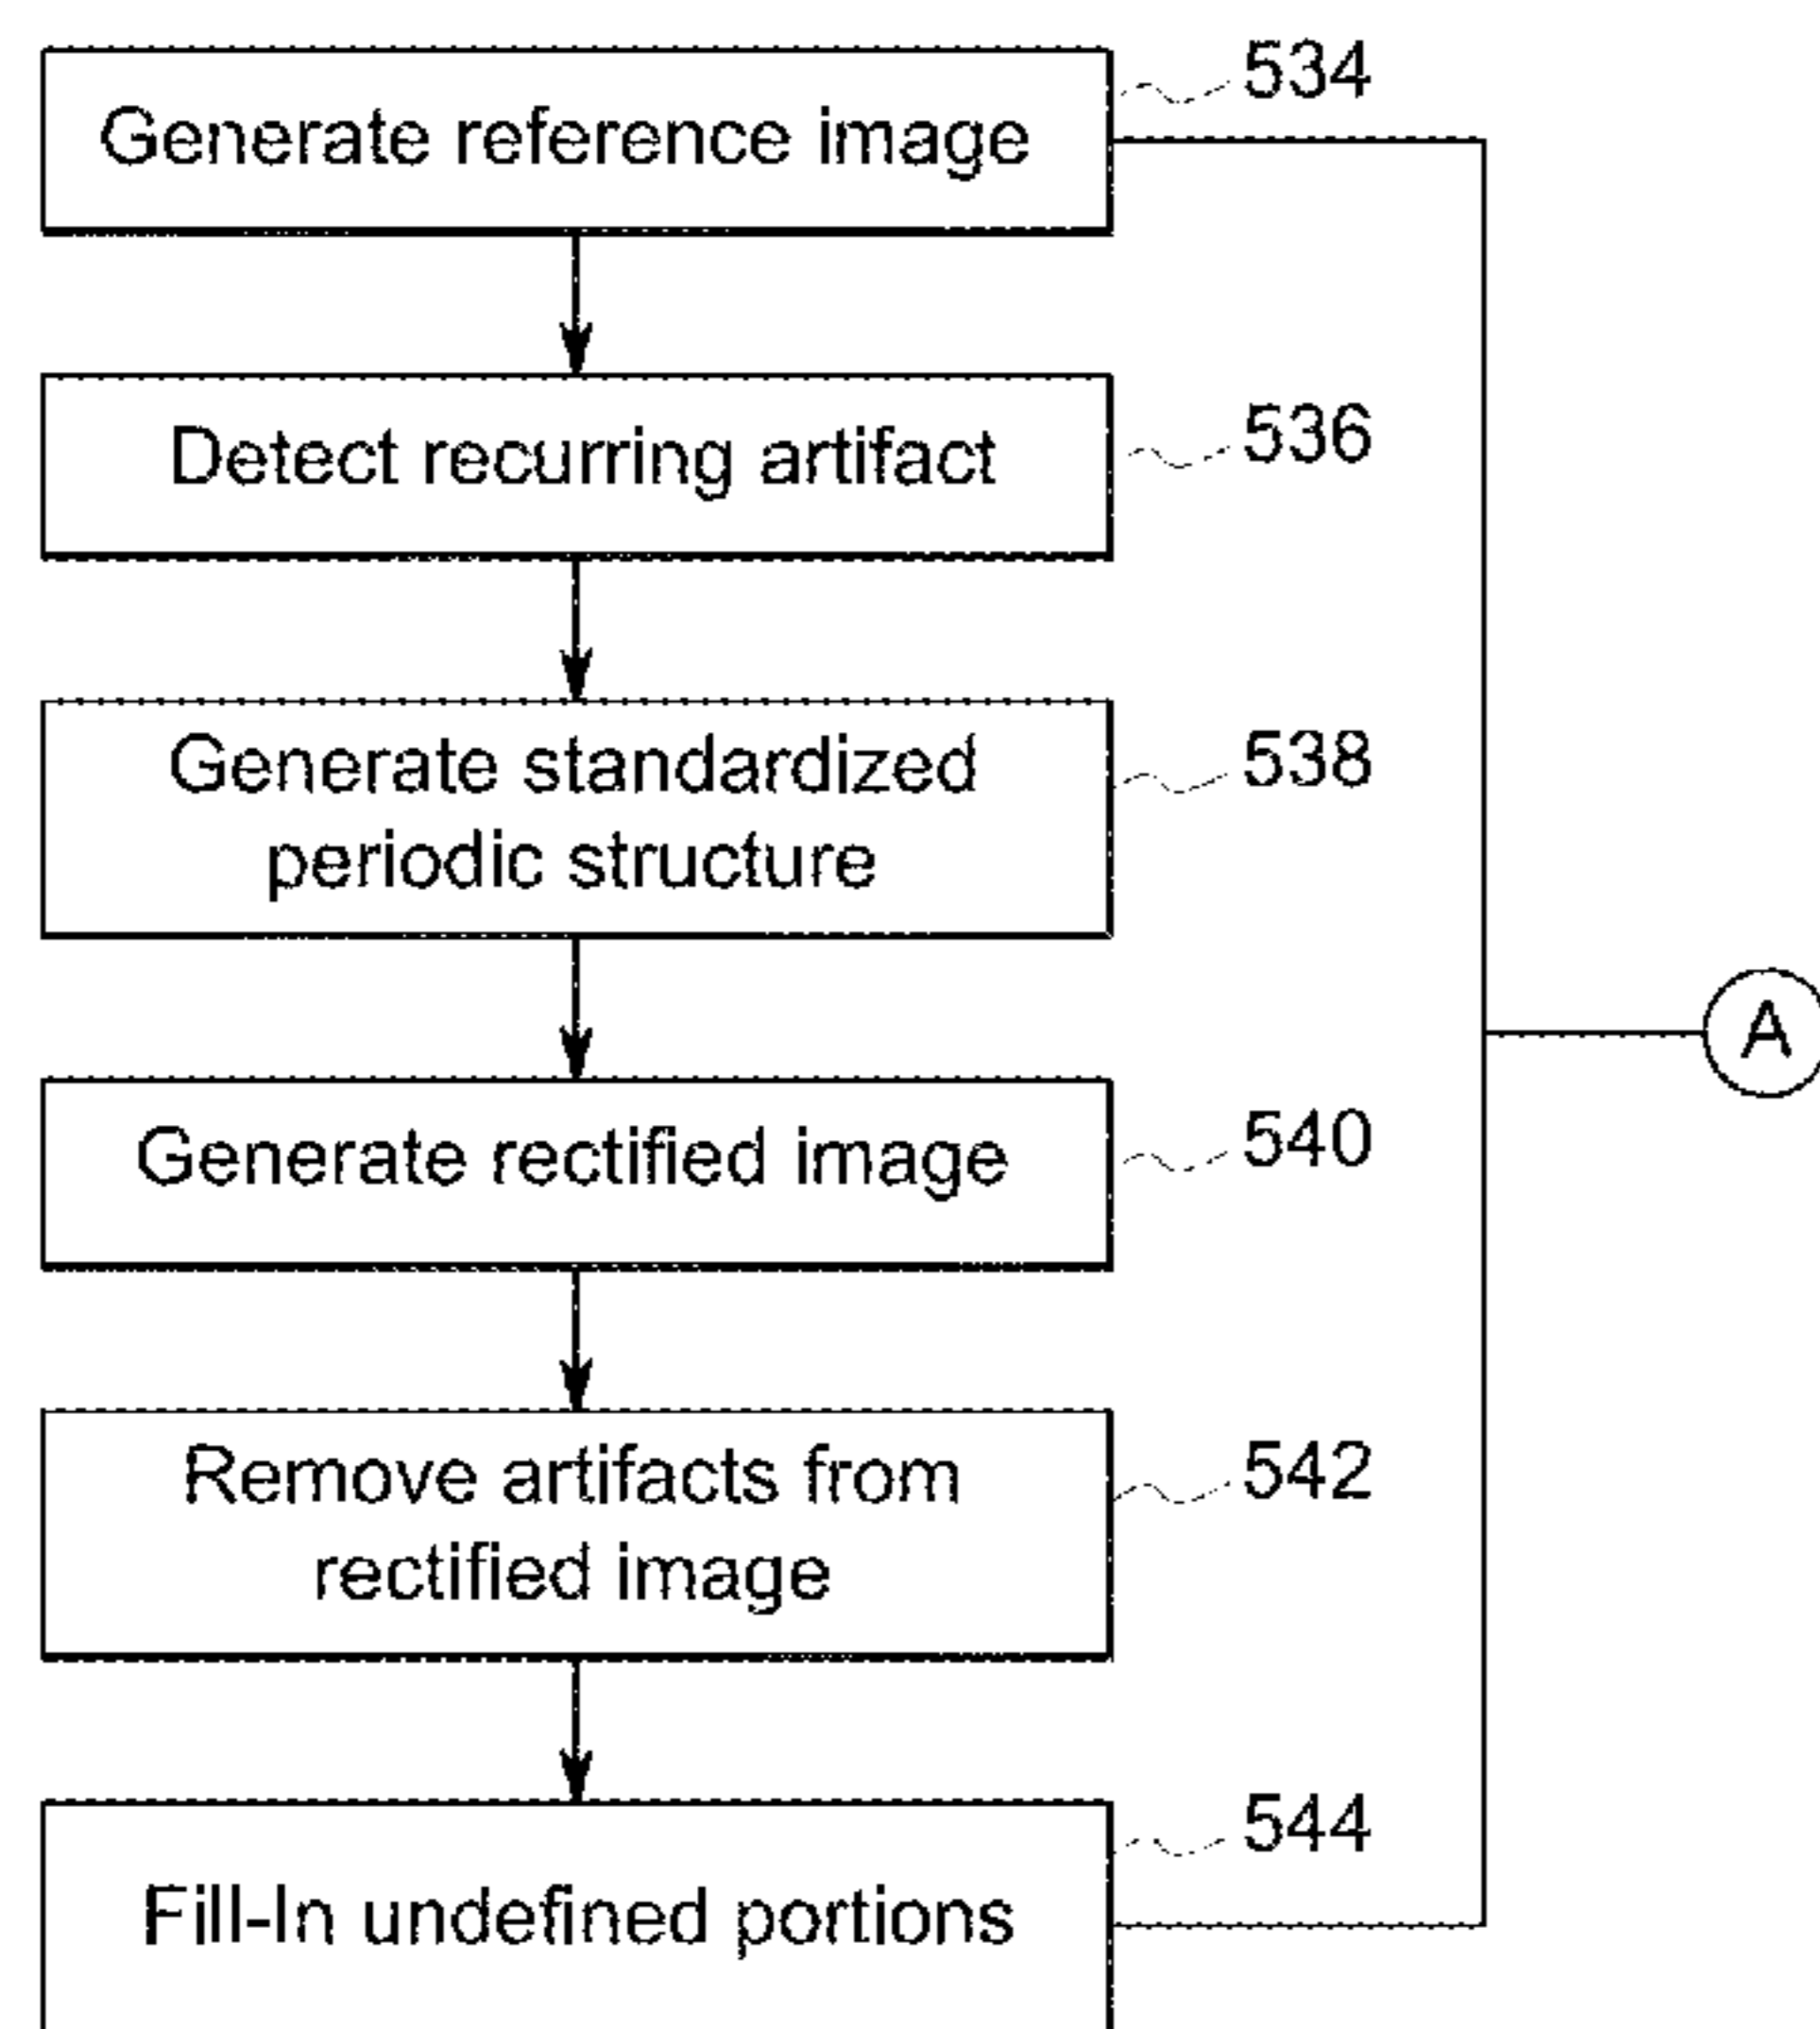 Generate reference image
534
Detect recurring artifact
536
Generate standardized
periodic structure
538
A
Generate rectified image
540
Remove artifacts from
rectified image
542
Fill-In undefined portions
544